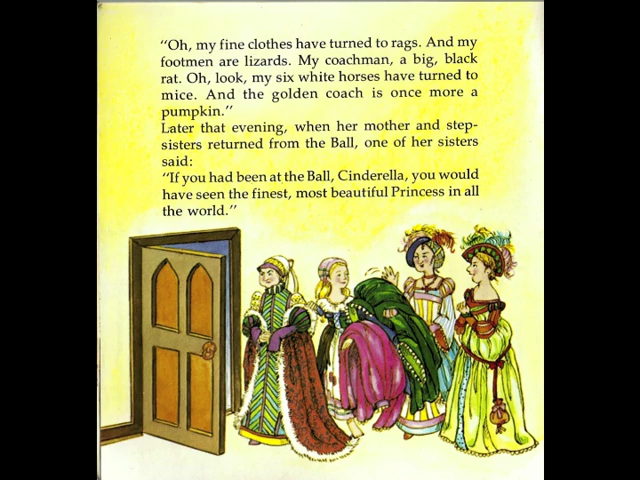 “Oh, my fine clothes have turned to rags. And my
footmen are lizards. My coachman, a big, black
rat. Oh, look, my six white horses have turned to
mice. And the golden coach is once more a
pumpkin.”
Later that evening, when her mother and step-
sisters returned from the Ball, one of her sisters
said:
“If you had been at the Ball, Cinderella, you would
have seen the finest, most beautiful Princess in all
the world.”